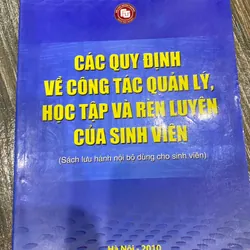 CÁC QUY ĐỊNH
VỀ CÔNG TÁC QUẢN LÝ,
HỌC TẬP VÀ RÈN LUYỆN
CỦA SINH VIÊN
(Sách lưu hành nội bộ dùng cho sinh viên)
Hà Nội - 2010